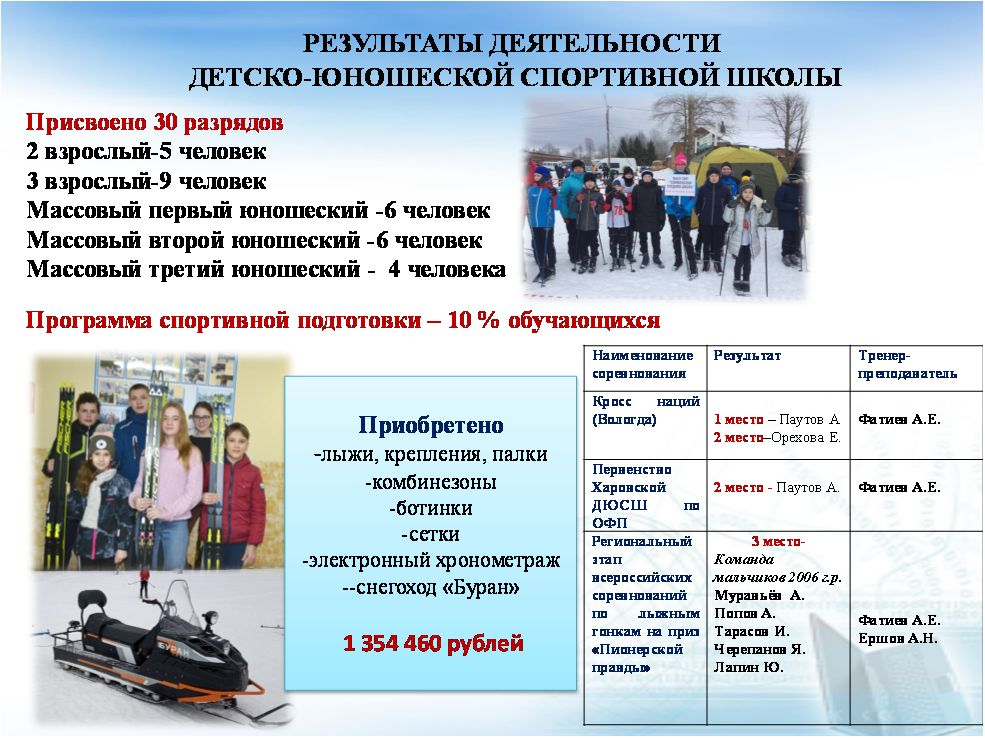 РЕЗУЛЬТАТЫ ДЕЯТЕЛЬНОСТИ
ДЕТСКО-ЮНОШЕСКОЙ СПОРТИВНОЙ ШКОЛЫ
Присвоено 30 разрядов
2 взрослый-5 человек
3 взрослый-9 человек
Массовый первый юношеский -6 человек
Массовый второй юношеский -6 человек
Массовый третий юношеский - 4 человека
78
Программа спортивной подготовки – 10 % обучающихся
Приобретено
-лыжи, крепления, палки
-комбинезоны
-ботинки
-сетки
-электронный хронометраж
--снегоход «Буран»
1 354 460 рублей
БУРАН
Наименование соревнования
Результат
Тренер-преподаватель
Кросс наций (Вологда)
1 место – Паутов А
2 место–Орехова Е.
Фатиев А.Е.
Первенство
Харовской
ДЮСШ по
ОФП
2 место - Паутов А.
Фатиев А.Е.
Региональный
этап
всероссийских
соревнований
по лыжным
гонкам на приз
«Пионерской
правды»
3 место-
Команда
мальчиков 2006 г.р.
Муравьёв А.
Попов А.
Тарасов И.
Черепанов Я.
Лапин Ю.
Фатиев А.Е.
Ершов А.Н.